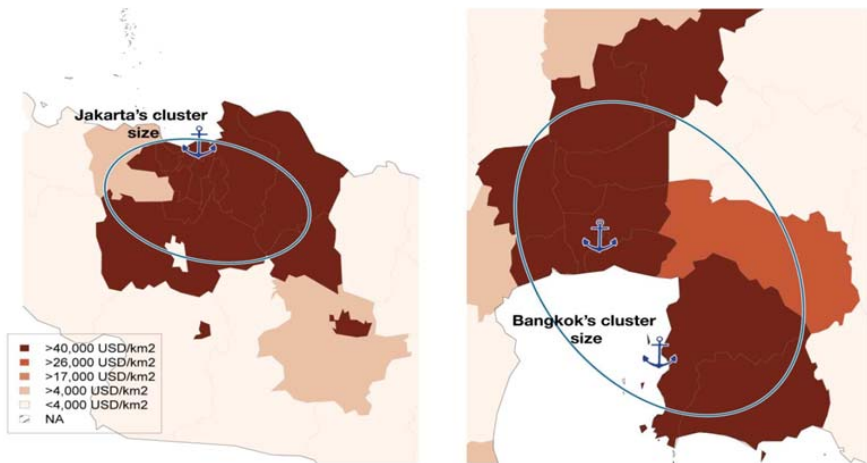 Jakarta's cluster
size
>40,000 USD/km2
>26,000 USD/km2
>17,000 USD/km2
>4,000 USD/km2
<4,000 USD/km2
NA
Bangkok's cluster
size